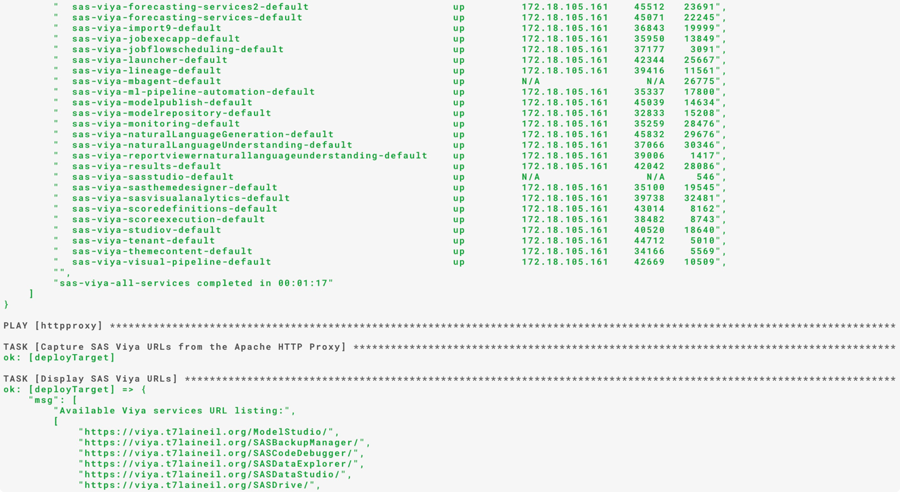 "  sas-viya-forecasting-services2-default                     up         172.18.105.161    45512   23691",
"  sas-viya-forecasting-services-default                      up         172.18.105.161    45071   22245",
"  sas-viya-import9-default                                   up         172.18.105.161    36843   19999",
"  sas-viya-jobexecapp-default                                up         172.18.105.161    35950   13849",
"  sas-viya-jobflowscheduling-default                         up         172.18.105.161    37177    3091",
"  sas-viya-launcher-default                                  up         172.18.105.161    42344   25667",
"  sas-viya-lineage-default                                   up         172.18.105.161    39416   11561",
"  sas-viya-mbagent-default                                   up         N/A                 N/A   26775",
"  sas-viya-ml-pipeline-automation-default                    up         172.18.105.161    35337   17800",
"  sas-viya-modelpublish-default                              up         172.18.105.161    45039   14634",
"  sas-viya-modelrepository-default                           up         172.18.105.161    32833   15208",
"  sas-viya-monitoring-default                                up         172.18.105.161    35259   28476",
"  sas-viya-naturalLanguageGeneration-default                 up         172.18.105.161    45832   29676",
"  sas-viya-naturalLanguageUnderstanding-default              up         172.18.105.161    37066   30346",
"  sas-viya-reportviewernaturallanguageunderstanding-default  up         172.18.105.161    39006    1417",
"  sas-viya-results-default                                   up         172.18.105.161    42042   28086",
"  sas-viya-sasstudio-default                                 up         N/A                 N/A     546",
"  sas-viya-sasthemedesigner-default                          up         172.18.105.161    35100   19545",
"  sas-viya-sasvisualanalytics-default                        up         172.18.105.161    39738   32481",
"  sas-viya-scoredefinitions-default                          up         172.18.105.161    43014    8162",
"  sas-viya-scoreexecution-default                            up         172.18.105.161    38482    8743",
"  sas-viya-studiov-default                                   up         172.18.105.161    40520   18640",
"  sas-viya-tenant-default                                    up         172.18.105.161    44712    5010",
"  sas-viya-themecontent-default                              up         172.18.105.161    34166    5569",
"  sas-viya-visual-pipeline-default                           up         172.18.105.161    42669   10509",
"",
"sas-viya-all-services completed in 00:01:17"
]
}
PLAY [httpproxy] ******************************************************************************************************************************
TASK [Capture SAS Viya URLs from the Apache HTTP Proxy] ***************************************************************************************
ok: [deployTarget]
TASK [Display SAS Viya URLs] ******************************************************************************************************************
ok: [deployTarget] => {
"msg": [
"Available Viya services URL listing:",
[
"https://viya.t7laineil.org/ModelStudio/",
"https://viya.t7laineil.org/SASBackupManager/",
"https://viya.t7laineil.org/SASCodeDebugger/",
"https://viya.t7laineil.org/SASDataExplorer/",
"https://viya.t7laineil.org/SASDataStudio/",
"https://viya.t7laineil.org/SASDrive/",